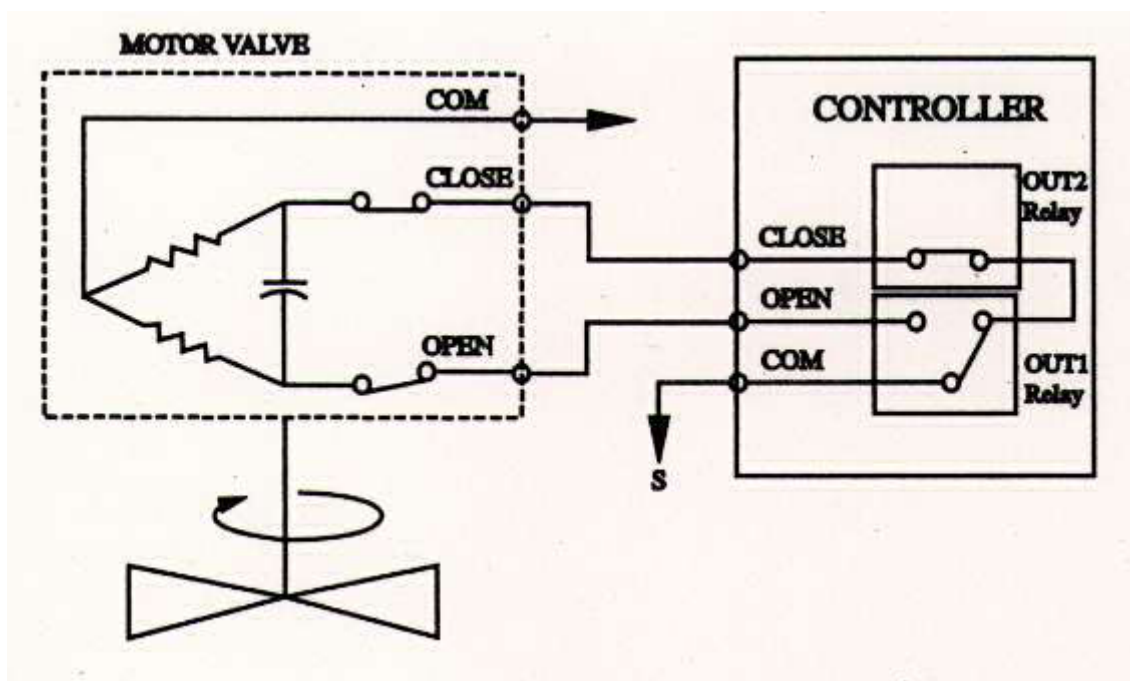 MOTOR VALVE
COM
CLOSE
OPEN
CONTROLLER
OUT2
Relay
CLOSE
OPEN
COM
OUT1
Relay
S